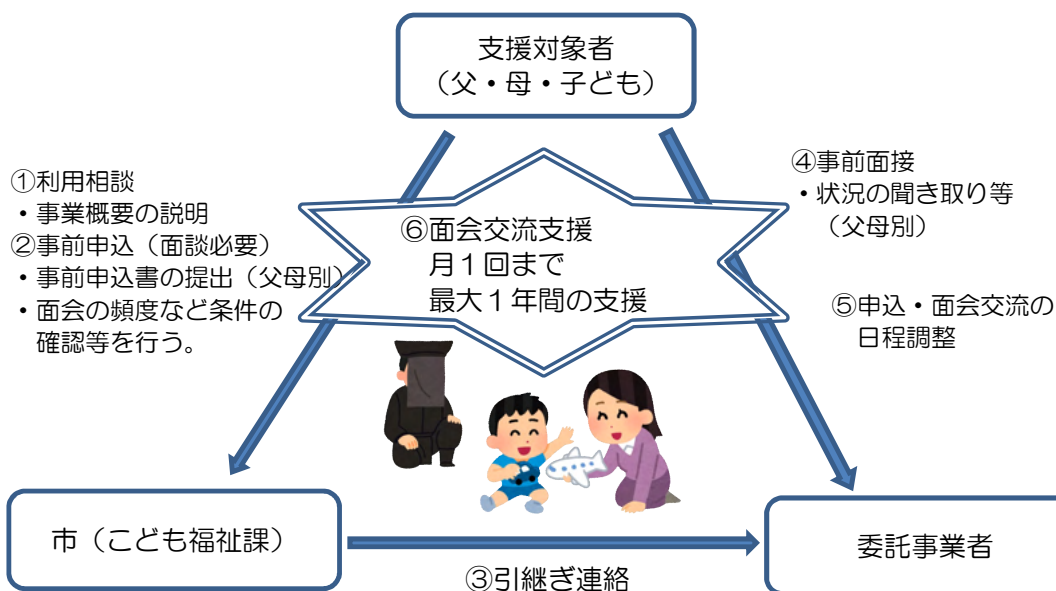 支援対象者
（父・母・子ども）
①利用相談
・事業概要の説明
②事前申込（面談必要）
・事前申込書の提出（父母別）
・面会の頻度など条件の
確認等を行う。
⑥面会交流支援
月１回まで
最大１年間の支援
④事前面接
・状況の聞き取り等
（父母別）
⑤申込・面会交流の
日程調整
市（こども福祉課）
③引継ぎ連絡
委託事業者